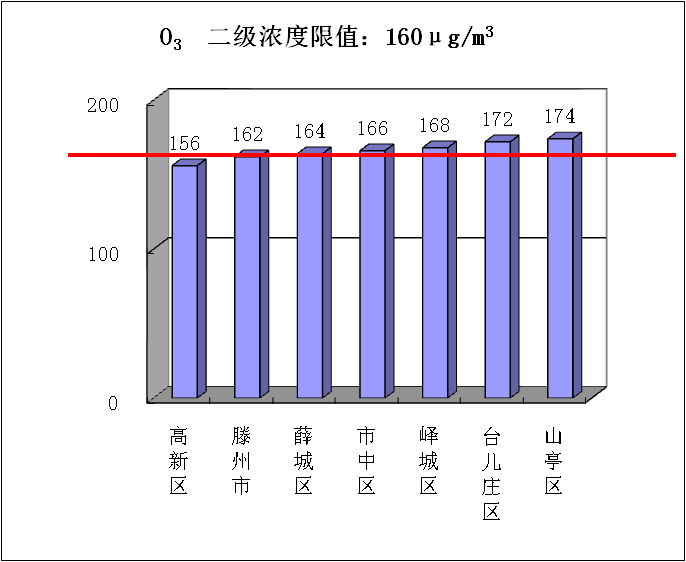 O₃ 二级浓度限值：160μg/m³
200
100
0
156
162
164
166
168
172
174
高新区
滕州市
薛城区
市中区
峄城区
台儿庄区
山亭区